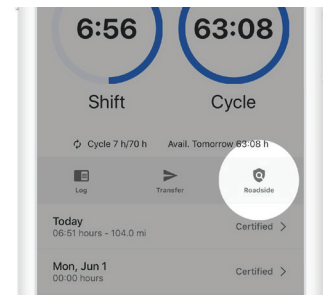 6:56 63:08
Shift Cycle
Cycle 7 h/70 h Avail. Tomorrow 63:08 h
Log Transfer Roadside
Today
06:51 hours - 104.0 mi Certified
Mon, Jun 1
00:00 hours Certified